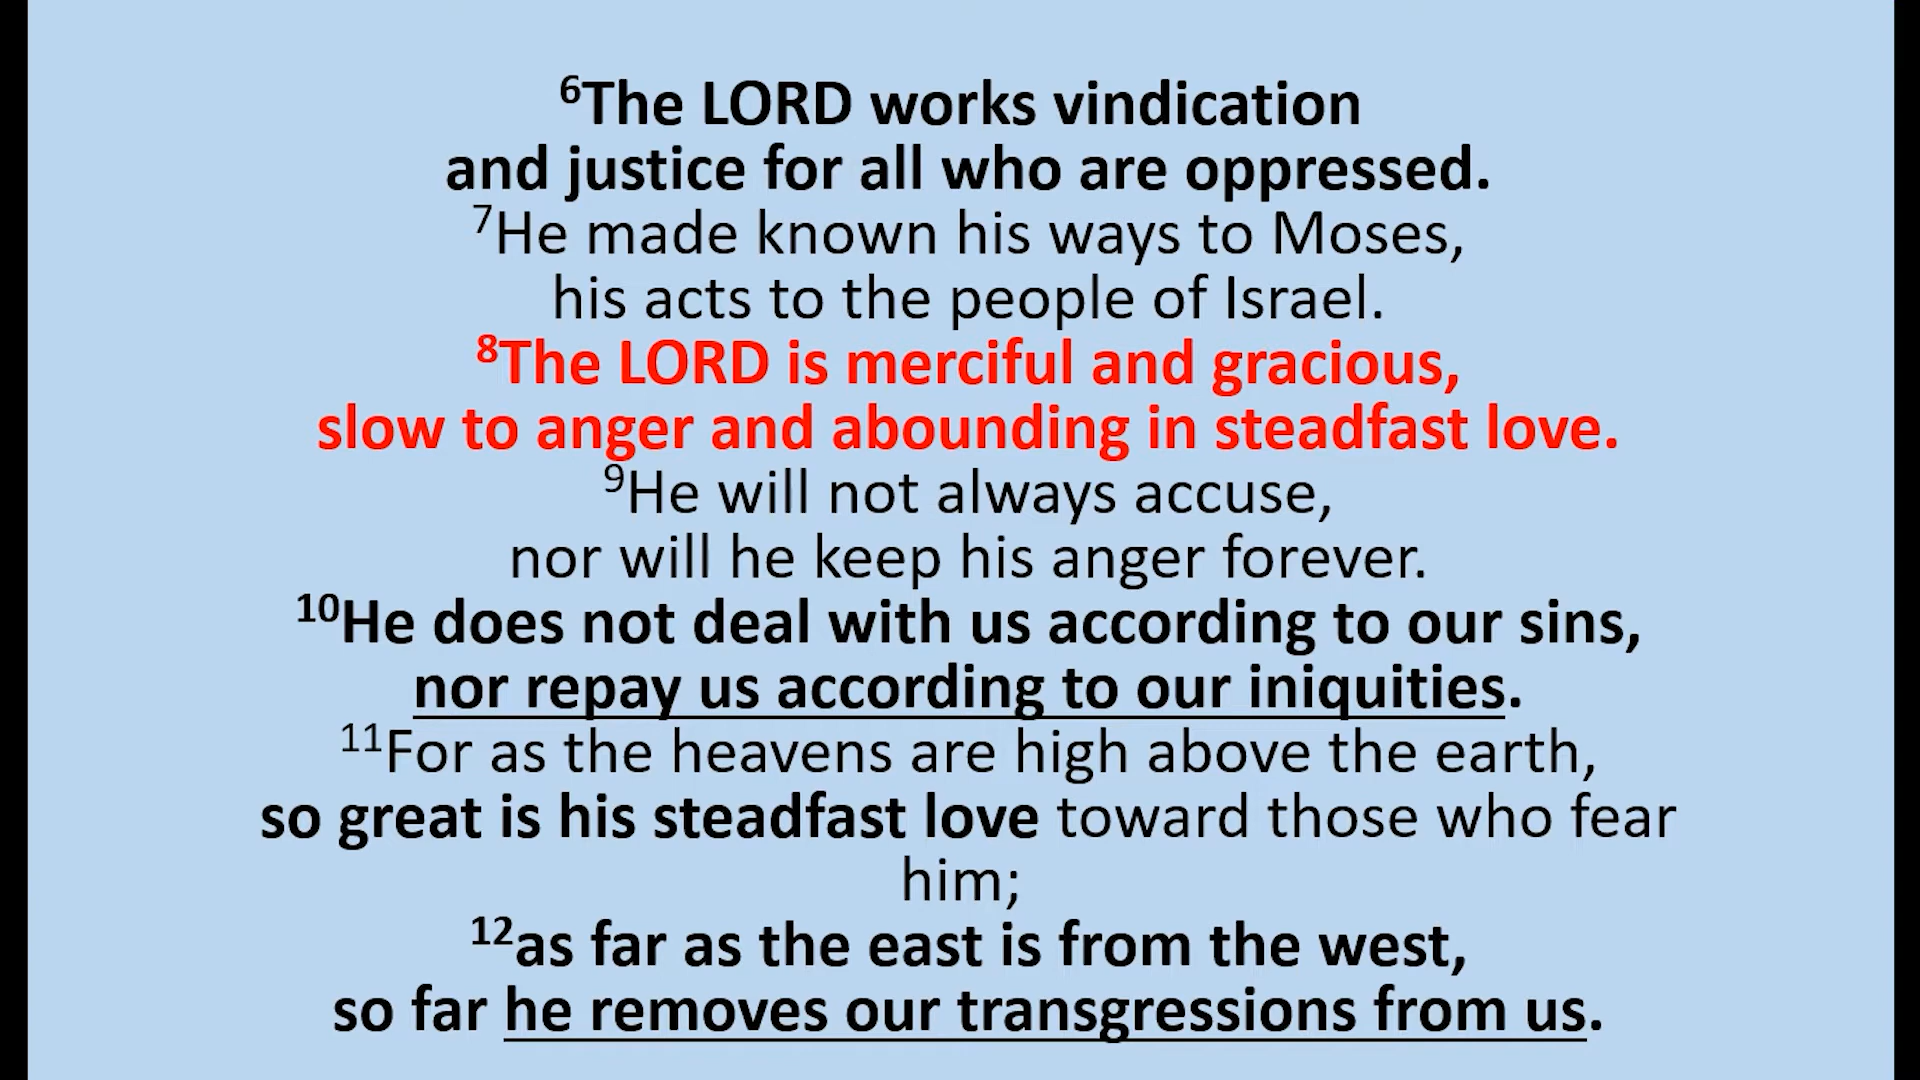 ⁶The LORD works vindication
and justice for all who are oppressed.
⁷He made known his ways to Moses,
his acts to the people of Israel.
⁸The LORD is merciful and gracious,
slow to anger and abounding in steadfast love.
⁹He will not always accuse,
nor will he keep his anger forever.
¹⁰He does not deal with us according to our sins,
nor repay us according to our iniquities.
¹¹For as the heavens are high above the earth,
so great is his steadfast love toward those who fear
him;
¹²as far as the east is from the west,
so far he removes our transgressions from us.